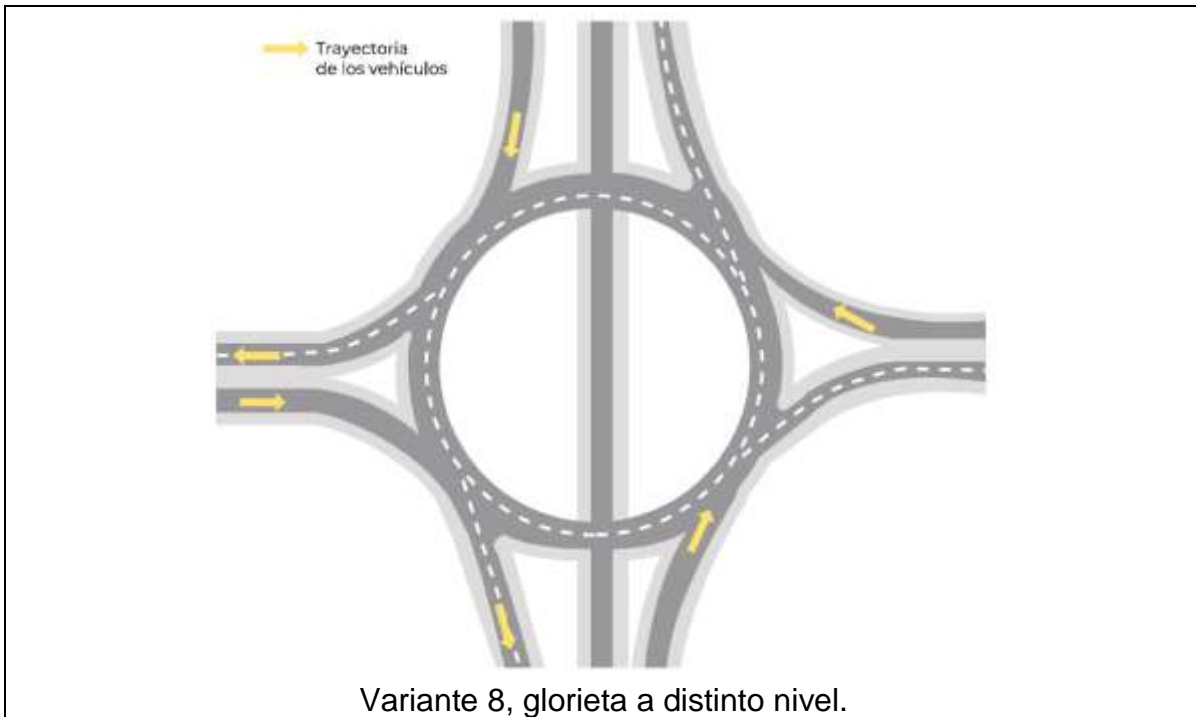 Trayectoria
de los vehículos
Variante 8, glorieta a distinto nivel.